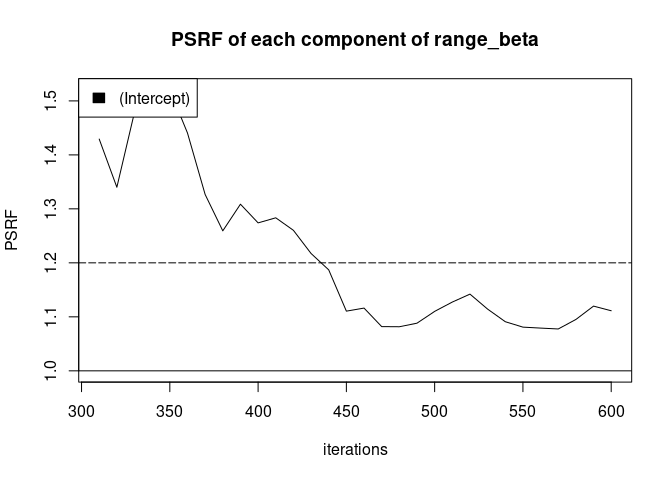 PSRF of each component of range_beta
(Intercept)
PSRF
1.5
1.4
1.3
1.2
1.1
1.0
300 350 400 450 500 550 600
iterations